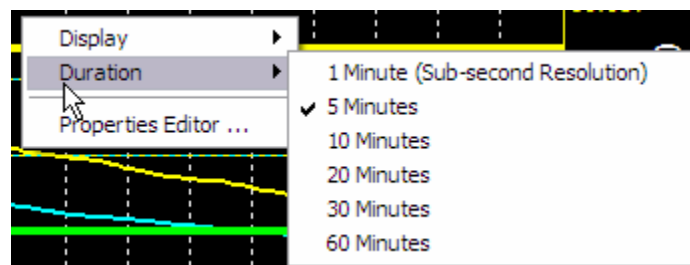 Display
Duration
Properties Editor ...
1 Minute (Sub-second Resolution)
5 Minutes
10 Minutes
20 Minutes
30 Minutes
60 Minutes